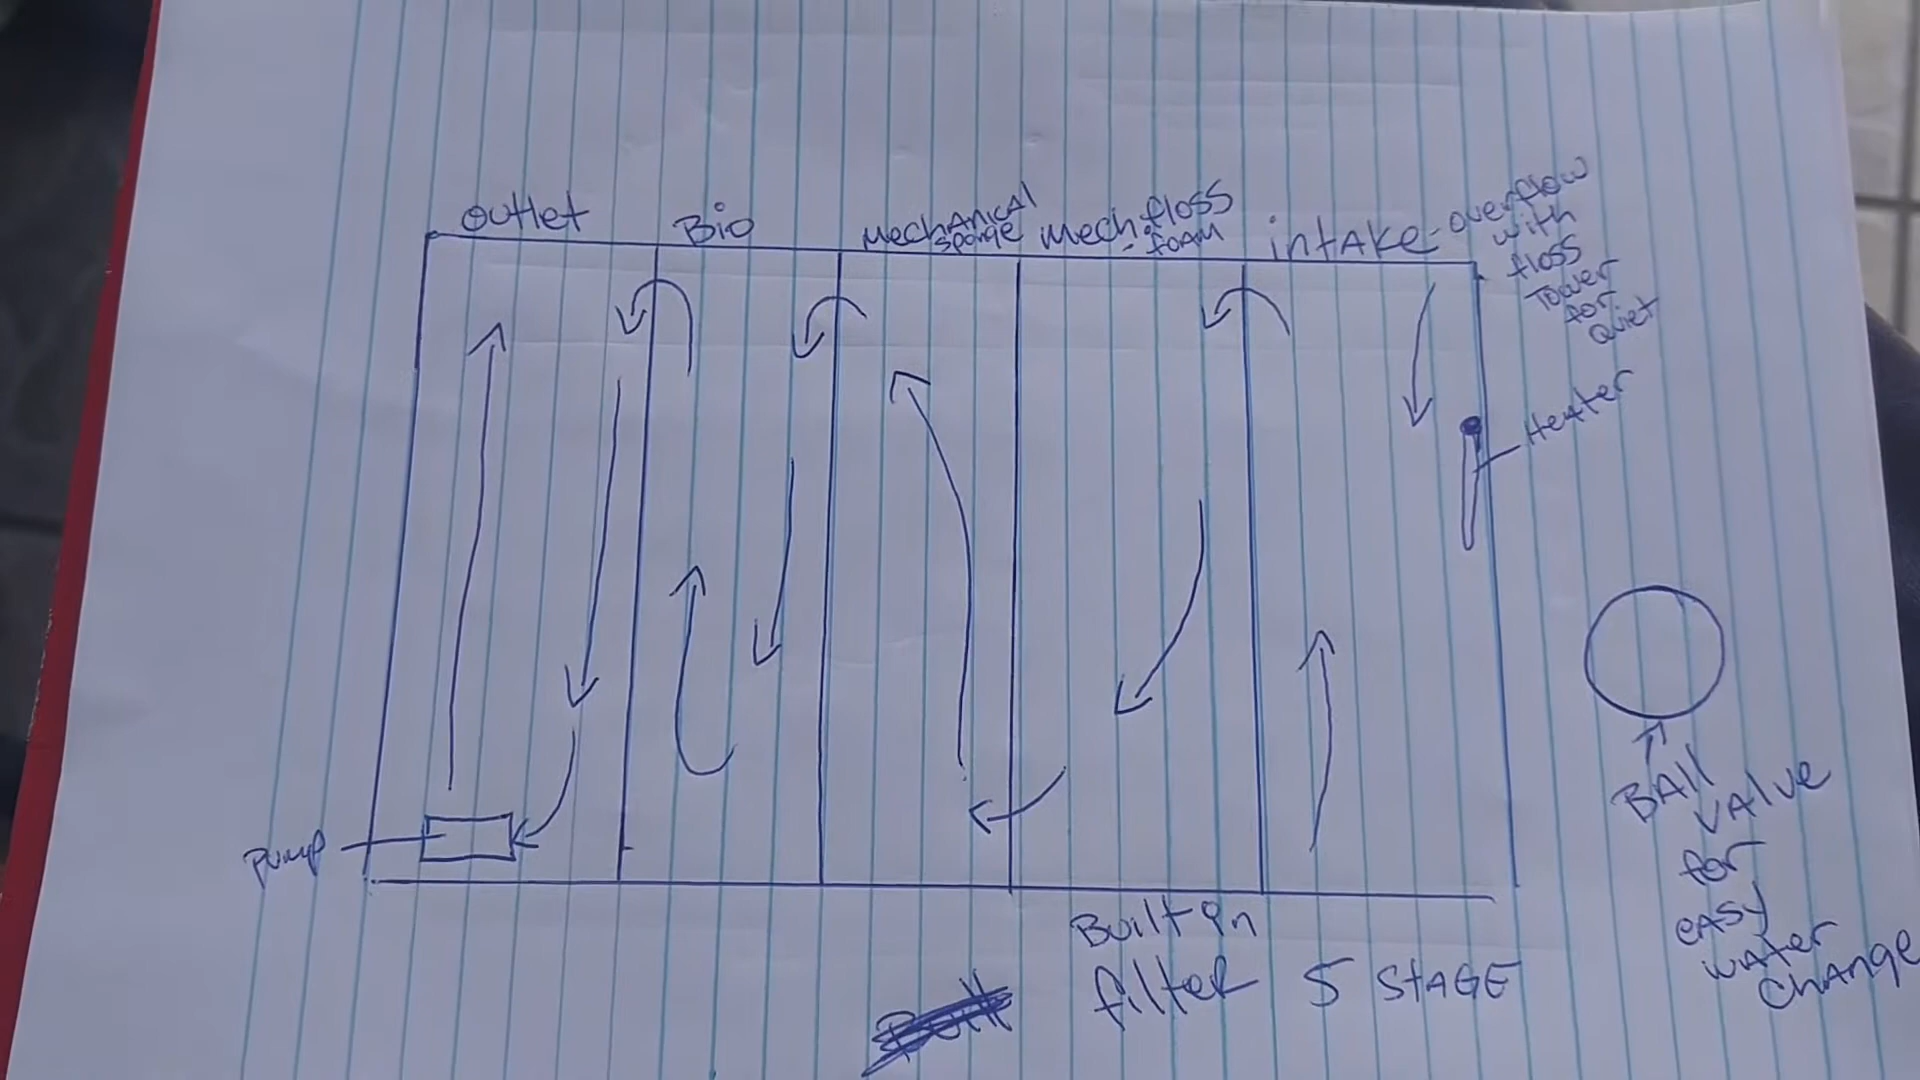 outlet
Bio
Mechanical
sponge
Mech floss
- foam
intake - overflow
with
floss
Tower
for
Quiet
Heater
Pump
BAll
VAlve
for
eASy
water
change
Built in
filter 5 STAGE